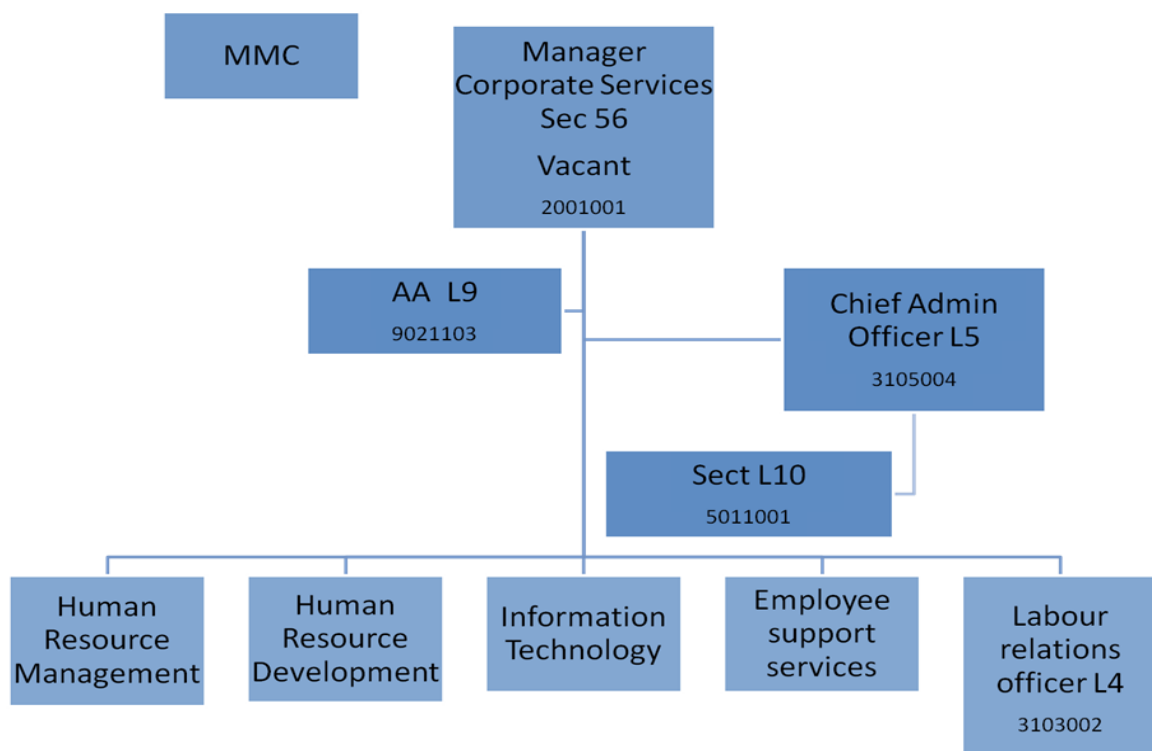 MMC
Manager
Corporate Services
Sec 56
Vacant
2001001
AA L9
9021103
Chief Admin
Officer L5
3105004
Sect L10
5011001
Human
Resource
Management
Human
Resource
Development
Information
Technology
Employee
support
services
Labour
relations
officer L4
3103002